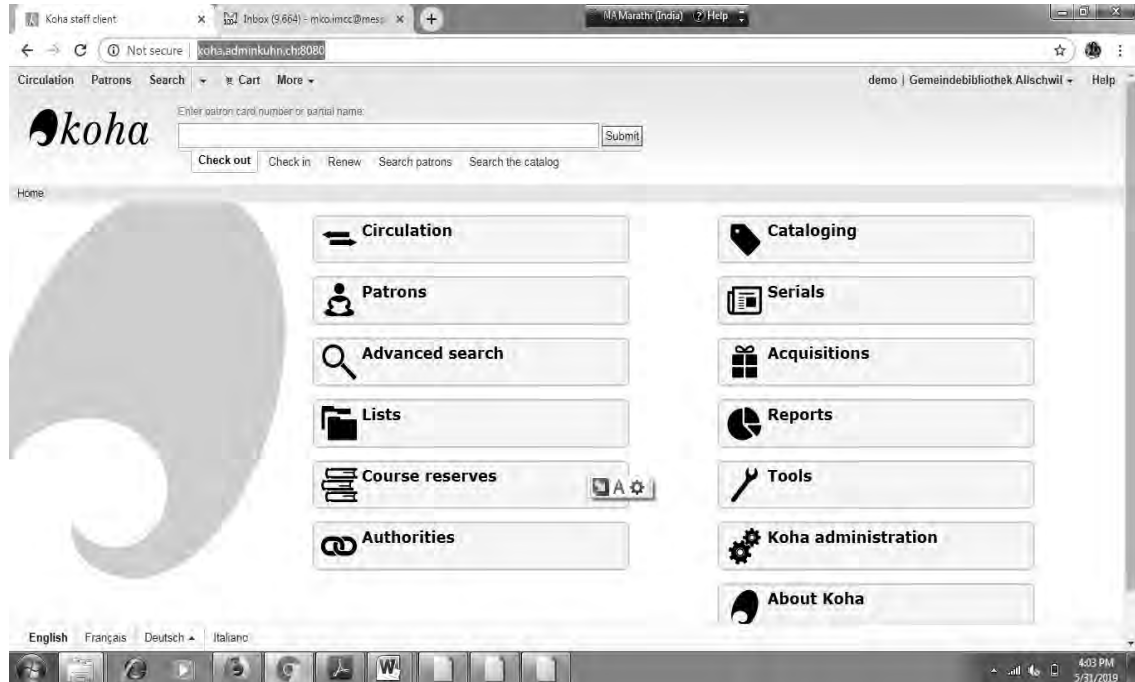 Koha staff client
Inbox (9,664) -
MA Marathi (India) Help
Not secure koha.adminkuhn.ch:8080
Circulation Patrons Search Cart More demo | Gemeindebibliothek Allschwil Help
koha
Enter patron card number or partial name:
Submit
Check out Check in Renew Search patrons Search the catalog
Home
Circulation Cataloging
Patrons Serials
Advanced search Acquisitions
Lists Reports
Course reserves Tools
A
Authorities Koha administration
About Koha
English Français Deutsch Italiano
W
4:03 PM
5/31/2019